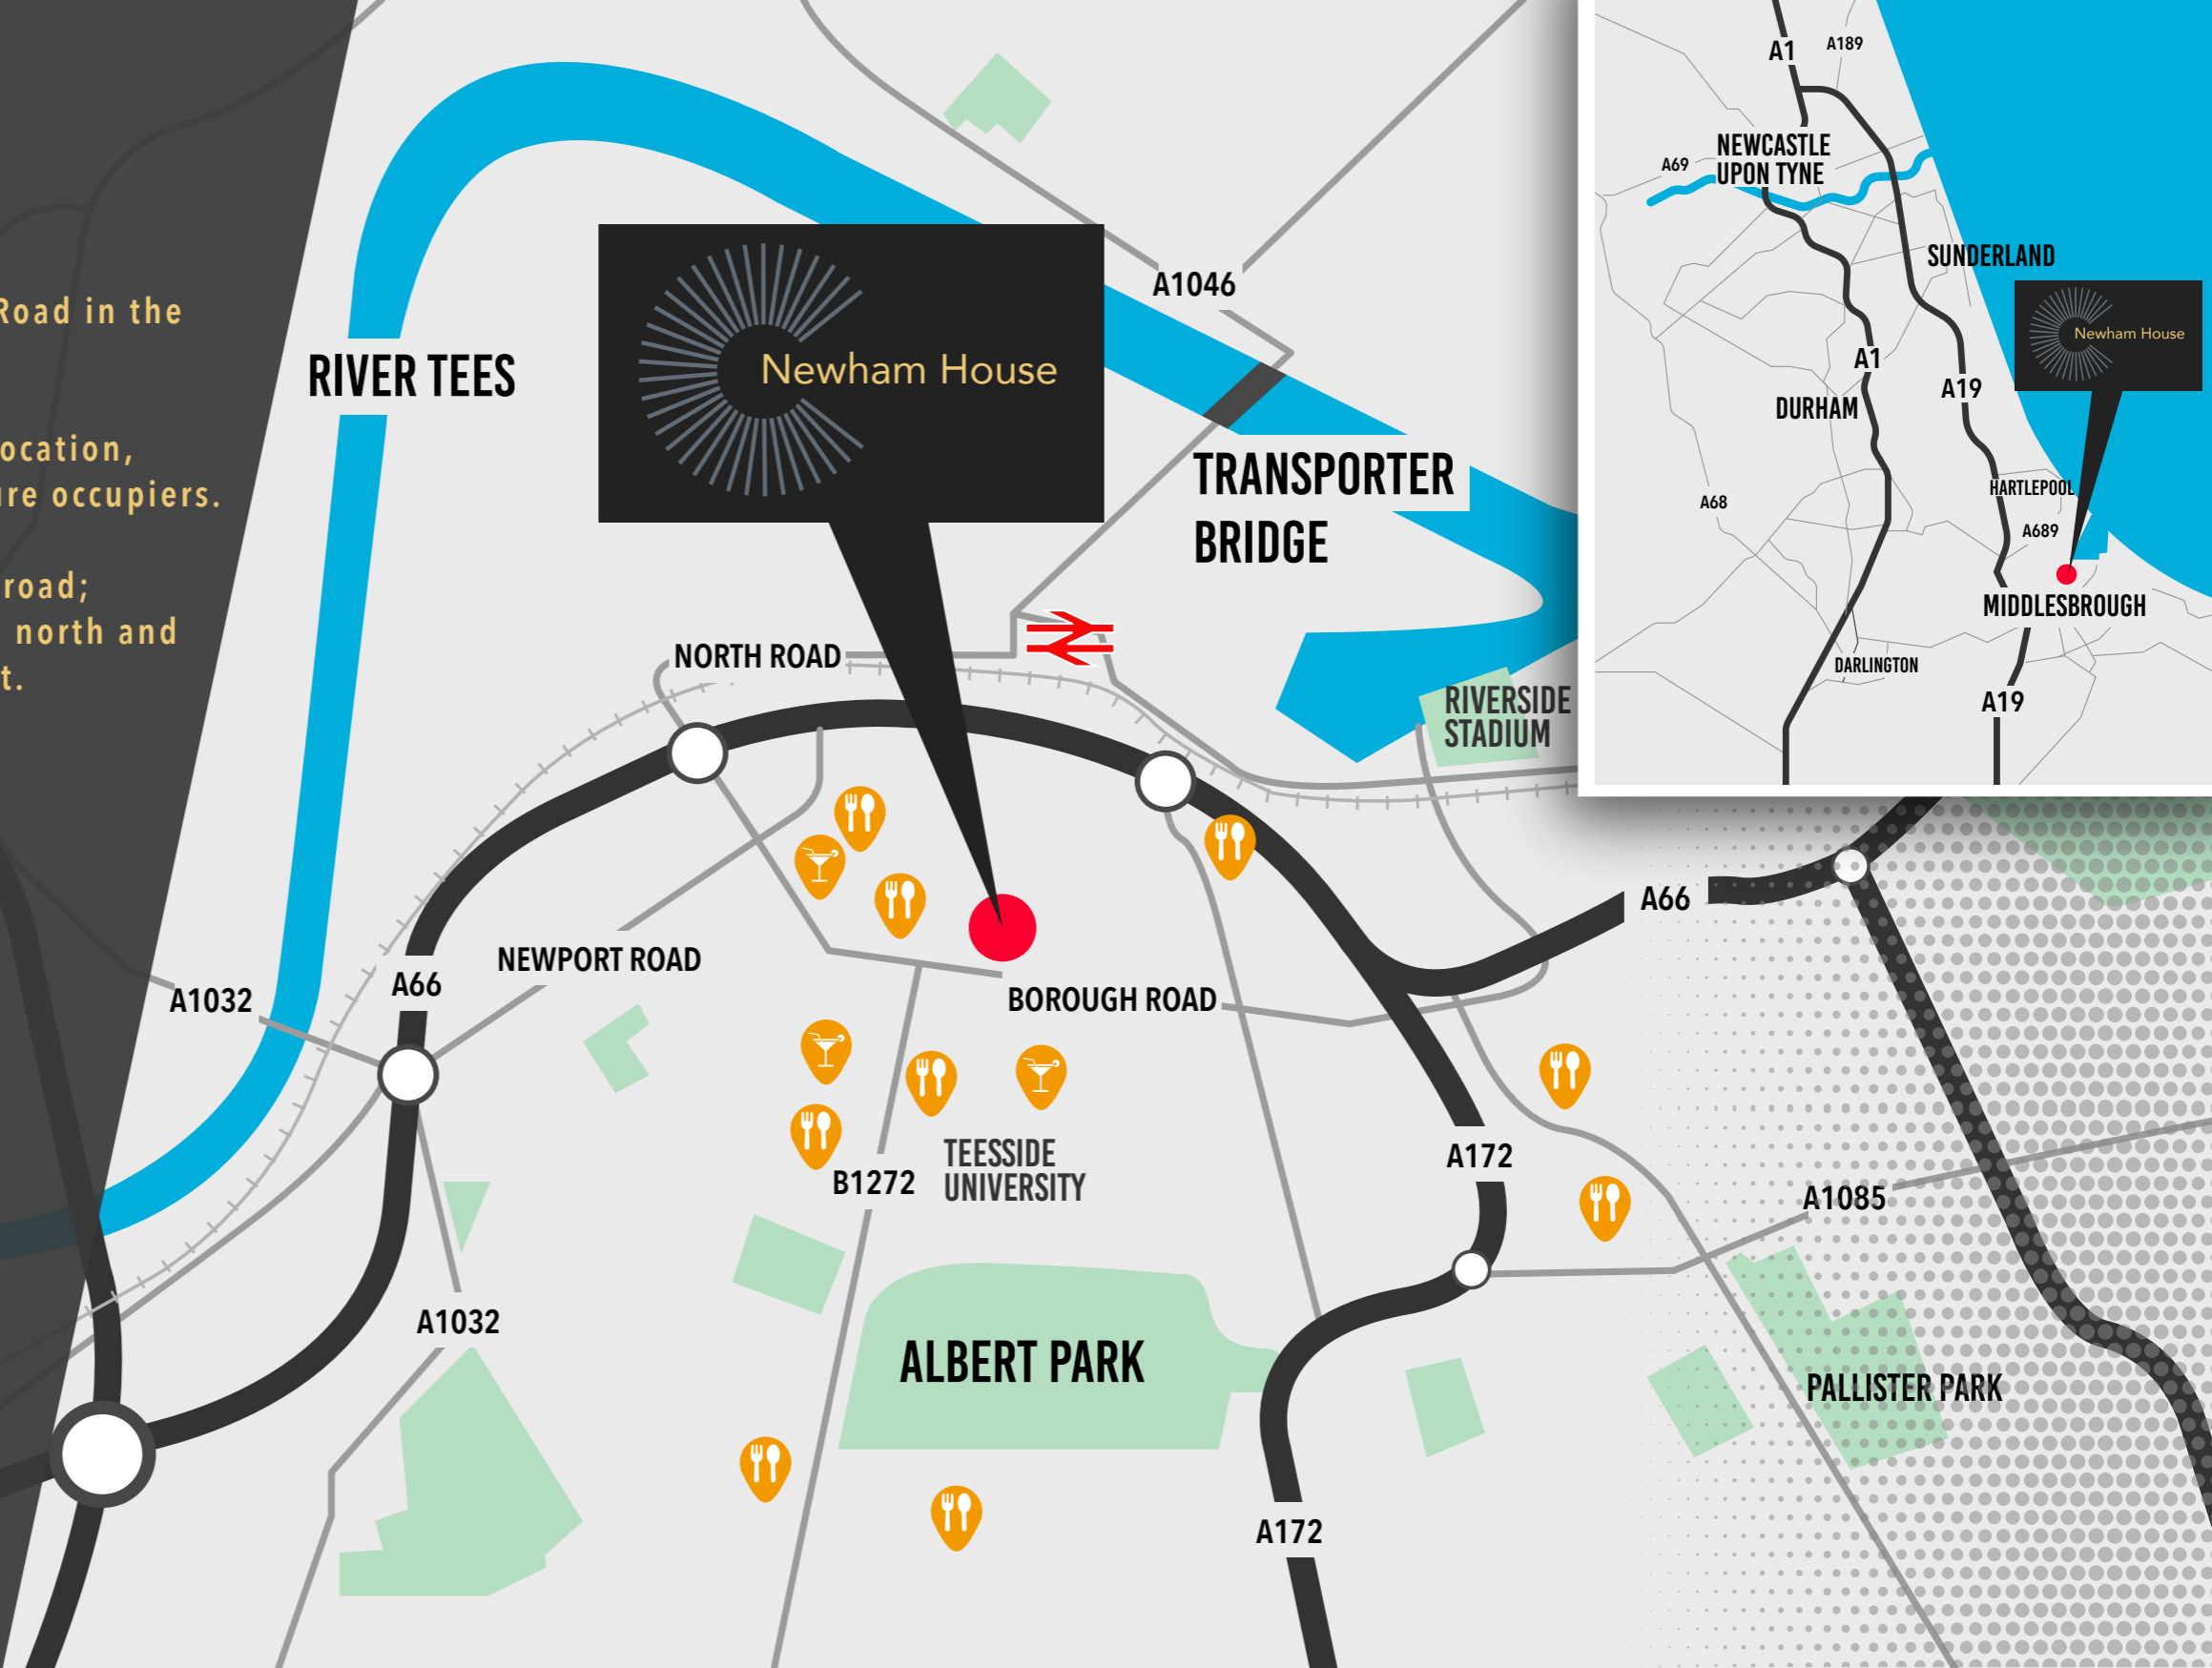 Road in the
ocation,
re occupiers.
road;
north and
t.
RIVER TEES
Newham House
A1046
TRANSPORTER
BRIDGE
NORTH ROAD
RIVERSIDE
STADIUM
A66
NEWPORT ROAD
A66
A1032
BOROUGH ROAD
A172
TEESSIDE
UNIVERSITY
B1272
A1085
A1032
ALBERT PARK
PALLISTER PARK
A172
A1
A189
NEWCASTLE
UPON TYNE
A69
SUNDERLAND
Newham House
A1
A19
DURHAM
HARTLEPOOL
A68
A689
MIDDLESBROUGH
DARLINGTON
A19